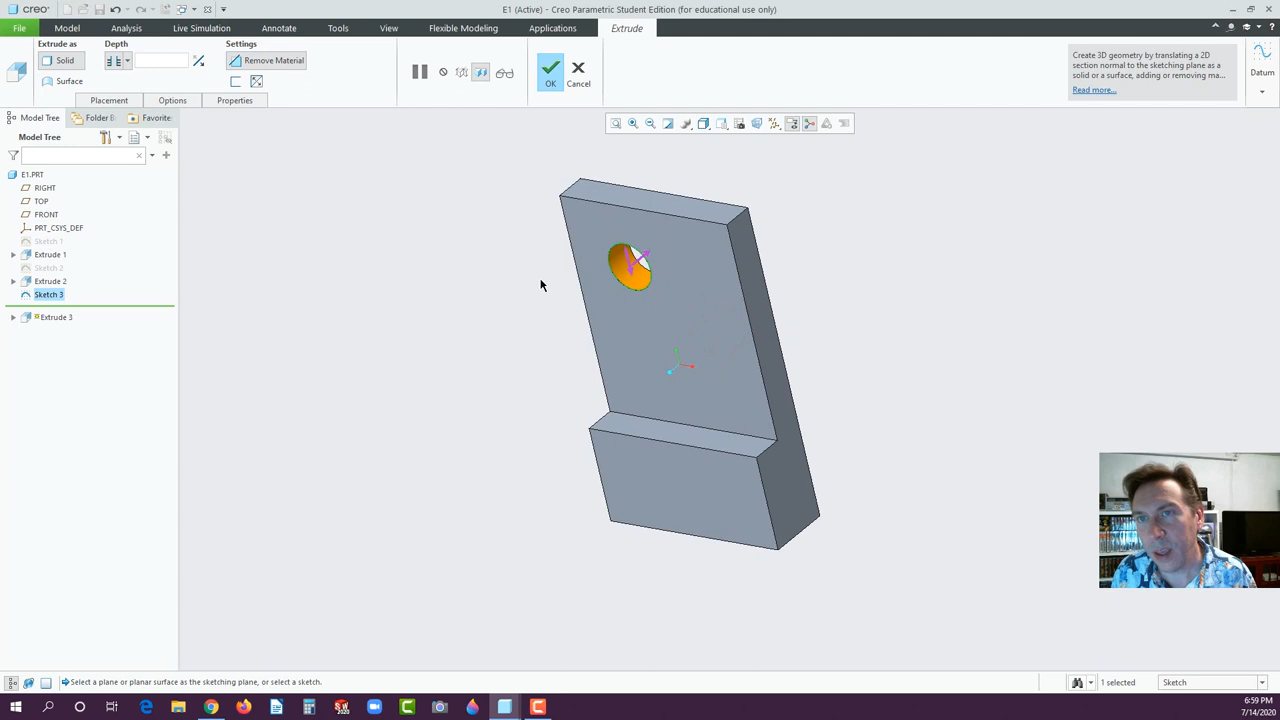 creo
E1 (Active) - Creo Parametric Student Edition (for educational use only)
File Model Analysis Live Simulation Annotate Tools View Flexible Modeling Applications Extrude
Extrude as Depth Settings
Solid Remove Material
Surface
OK Cancel
Create 3D geometry by translating a 2D
section normal to the sketching plane as a
solid or a surface, adding or removing ma...
Read more...
Datum
Placement Options Properties
Model Tree Folder B Favorite
Model Tree
E1.PRT
RIGHT
TOP
FRONT
PRT_CSYS_DEF
Sketch 1
Extrude 1
Sketch 2
Extrude 2
Sketch 3
Extrude 3
Select a plane or planar surface as the sketching plane, or select a sketch.
1 selected
Sketch
6:59 PM
7/14/2020